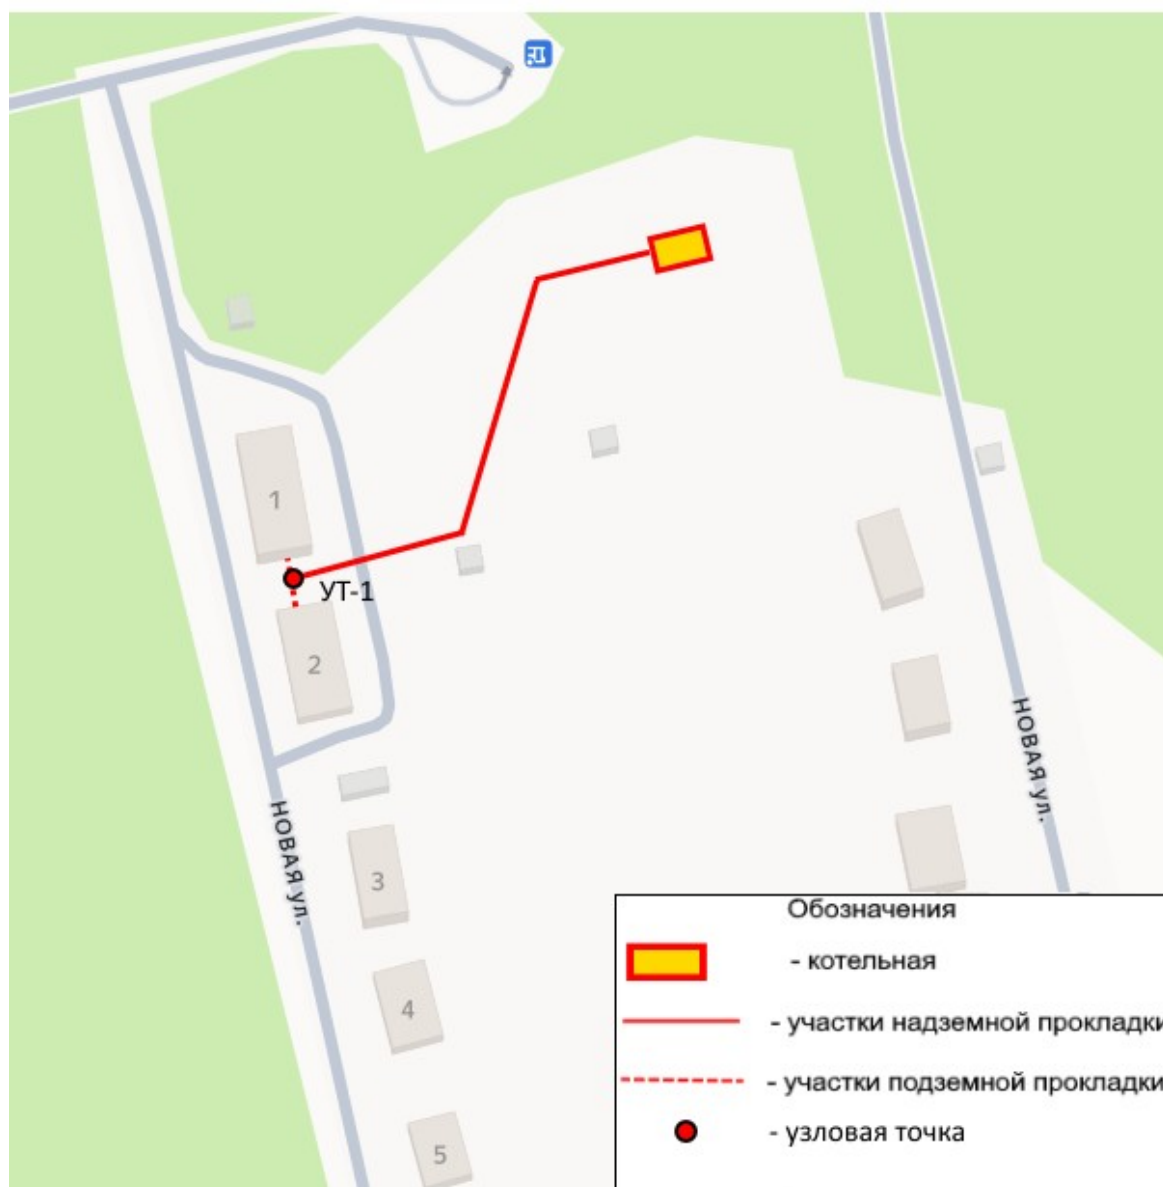 1
УТ-1
2
НОВАЯ ул.
НОВАЯ ул.
3
4
5
Обозначения
- котельная
- участки надземной прокладки
- участки подземной прокладки
- узловая точка